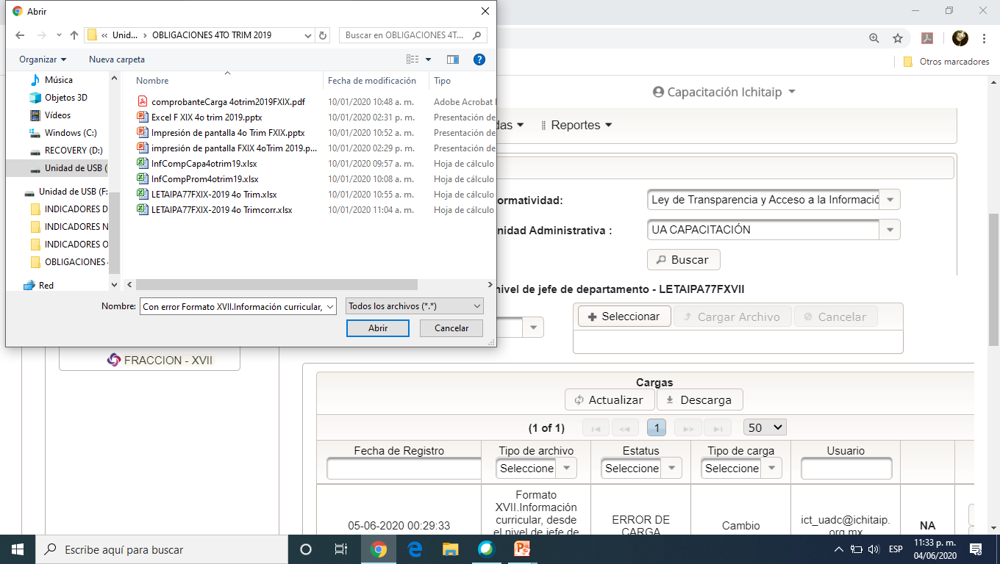 Abrir
« Unid... › OBLIGACIONES 4TO TRIM 2019
Buscar en OBLIGACIONES 4T...
Organizar
Nueva carpeta
Música
Objetos 3D
Vídeos
Windows (C:)
RECOVERY (D:)
Unidad de USB (
Unidad de USB (F:
INDICADORES D
INDICADORES N
INDICADORES O
OBLIGACIONES
Red
Nombre Fecha de modificación Tipo
comprobanteCarga 4otrim2019FXIX.pdf 10/01/2020 10:48 a. m. Adobe Acrobat
Excel F XIX 4o trim 2019.pptx 10/01/2020 02:31 p. m. Presentación de
Impresión de pantalla 4o Trim FXIX.pptx 10/01/2020 10:52 a. m. Presentación de
impresión de pantalla FXIX 4oTrim 2019.p... 10/01/2020 02:29 p. m. Presentación de
InfCompCapa4otrim19.xlsx 10/01/2020 09:57 a. m. Hoja de cálculo
InfCompProm4otrim19.xlsx 10/01/2020 10:08 a. m. Hoja de cálculo
LETAIPA77FXIX-2019 4o Trim.xlsx 10/01/2020 10:55 a. m. Hoja de cálculo
LETAIPA77FXIX-2019 4o Trimcorr.xlsx 10/01/2020 11:04 a. m. Hoja de cálculo
Nombre: Con error Formato XVII.Información curricular, Todos los archivos (*.*)
Abrir Cancelar
Otros marcadores
Capacitación Ichitaip
das Reportes
ormatividad: Ley de Transparencia y Acceso a la Informació
nidad Administrativa : UA CAPACITACIÓN
Buscar
nivel de jefe de departamento - LETAIPA77FXVII
Seleccionar Cargar Archivo Cancelar
FRACCION - XVII
Cargas
Actualizar Descarga
(1 of 1) 1 50
Fecha de Registro Tipo de archivo Estatus Tipo de carga Usuario
Seleccione Seleccione Seleccione
05-06-2020 00:29:33
Formato
XVII.Información
curricular, desde
el nivel de jefe de
ERROR DE
CARGA
Cambio
ict_uadc@ichitaip.
org.mx
NA
Escribe aquí para buscar
ESP
11:33 p. m.
04/06/2020